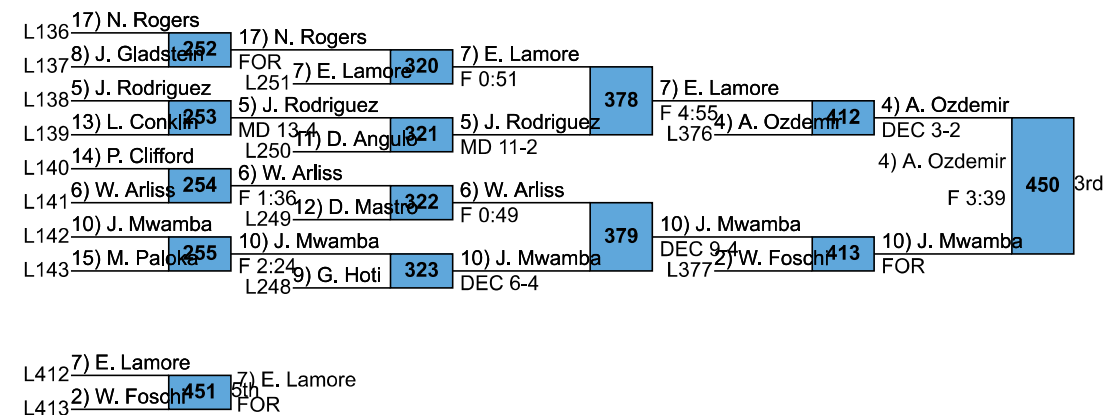 L136
17) N. Rogers
L137
8) J. Gladstein
252
17) N. Rogers
FOR
L138
5) J. Rodriguez
L139
13) L. Conklin
253
5) J. Rodriguez
MD 13-4
L140
14) P. Clifford
L141
6) W. Arliss
254
6) W. Arliss
F 1:36
L142
10) J. Mwamba
L143
15) M. Paloka
255
10) J. Mwamba
F 2:24
L251
7) E. Lamore
320
7) E. Lamore
F 0:51
L250
11) D. Angulo
321
5) J. Rodriguez
MD 11-2
L249
12) D. Mastro
322
6) W. Arliss
F 0:49
L248
9) G. Hoti
323
10) J. Mwamba
DEC 6-4
378
7) E. Lamore
F 4:55
379
10) J. Mwamba
DEC 9-4
L376
4) A. Ozdemir
412
4) A. Ozdemir
DEC 3-2
L377
2) W. Foschi
413
10) J. Mwamba
FOR
4) A. Ozdemir
F 3:39
450
3rd
L412
7) E. Lamore
L413
2) W. Foschi
451
5th
7) E. Lamore
FOR